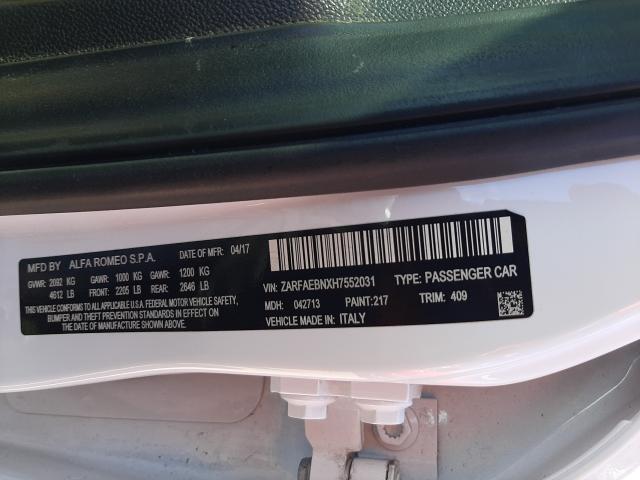 MFD BY ALFA ROMEO S.P.A. DATE OF MFR: 04/17
GVWR: 2092 KG GAWR: 1000 KG GAWR: 1200 KG
4612 LB FRONT: 2205 LB REAR: 2646 LB
THIS VEHICLE CONFORMS TO ALL APPLICABLE FEDERAL MOTOR VEHICLE SAFETY,
BUMPER AND THEFT PREVENTION STANDARDS IN EFFECT ON
THE DATE OF MANUFACTURE SHOWN ABOVE.
VIN: ZARFAEBNXH7552031 TYPE: PASSENGER CAR
MDH: 042713 PAINT:217 TRIM: 409
VEHICLE MADE IN: ITALY